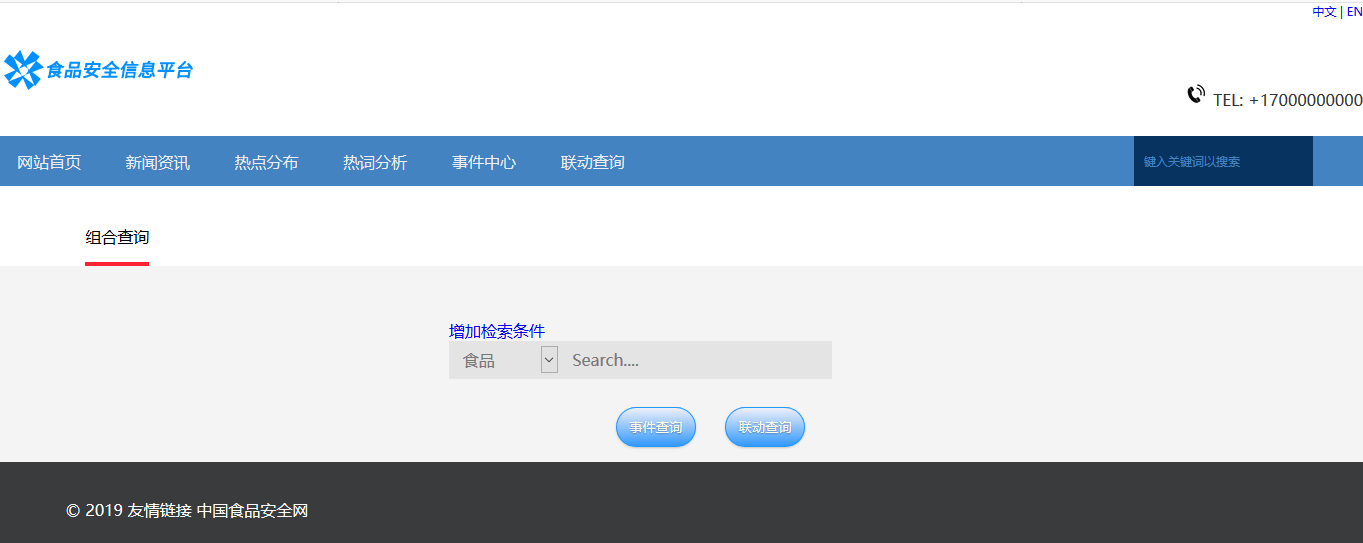 中文 | EN
食品安全信息平台
TEL: +17000000000
网站首页 新闻资讯 热点分布 热词分析 事件中心 联动查询 键入关键词以搜索
组合查询
增加检索条件
食品 Search....
事件查询 联动查询
© 2019 友情链接 中国食品安全网